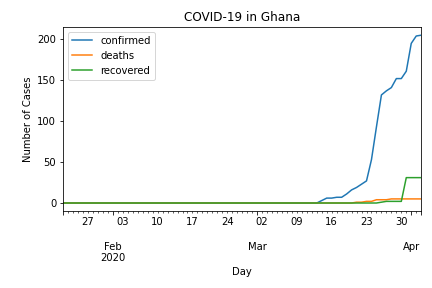 COVID-19 in Ghana
confirmed
deaths
recovered
Number of Cases
200
150
100
50
0
27 03 10 17 24 02 09 16 23 30
Feb Mar Apr
2020
Day